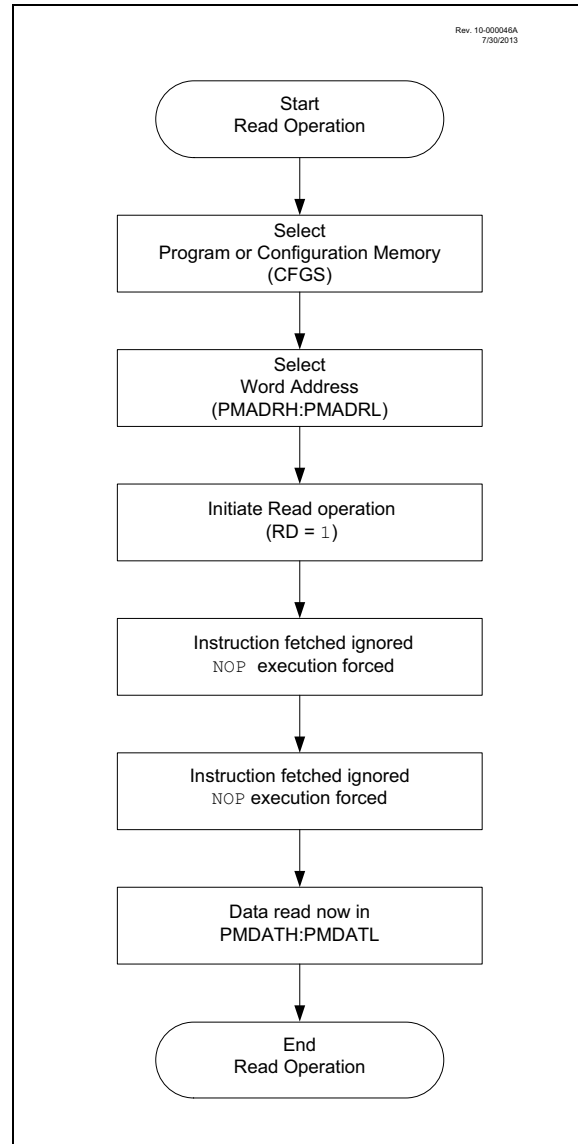 Rev. 10-000046A
7/30/2013
Start
Read Operation
Select
Program or Configuration Memory
(CFGS)
Select
Word Address
(PMADRH:PMADRL)
Initiate Read operation
(RD = 1)
Instruction fetched ignored
NOP execution forced
Instruction fetched ignored
NOP execution forced
Data read now in
PMDATH:PMDATL
End
Read Operation